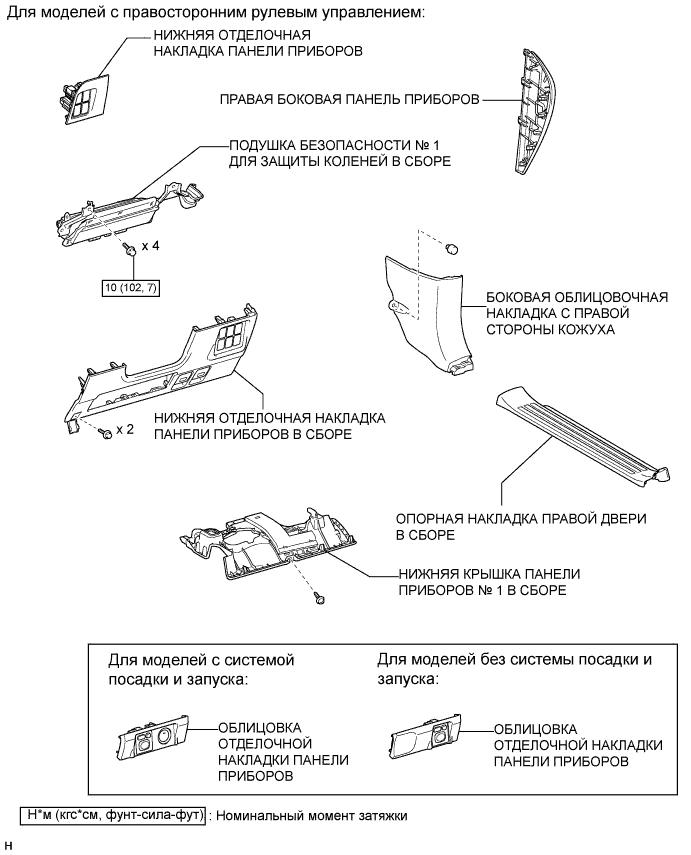 Для моделей с правосторонним рулевым управлением:
НИЖНЯЯ ОТДЕЛОЧНАЯ
НАКЛАДКА ПАНЕЛИ ПРИБОРОВ
ПРАВАЯ БОКОВАЯ ПАНЕЛЬ ПРИБОРОВ
ПОДУШКА БЕЗОПАСНОСТИ № 1
ДЛЯ ЗАЩИТЫ КОЛЕНЕЙ В СБОРЕ
x 4
10 (102, 7)
БОКОВАЯ ОБЛИЦОВОЧНАЯ
НАКЛАДКА С ПРАВОЙ
СТОРОНЫ КОЖУХА
НИЖНЯЯ ОТДЕЛОЧНАЯ НАКЛАДКА
ПАНЕЛИ ПРИБОРОВ В СБОРЕ
x 2
ОПОРНАЯ НАКЛАДКА ПРАВОЙ ДВЕРИ
В СБОРЕ
НИЖНЯЯ КРЫШКА ПАНЕЛИ
ПРИБОРОВ № 1 В СБОРЕ
Для моделей с системой
посадки и запуска:
ОБЛИЦОВКА
ОТДЕЛОЧНОЙ
НАКЛАДКИ ПАНЕЛИ
ПРИБОРОВ
Для моделей без системы посадки и
запуска:
ОБЛИЦОВКА
ОТДЕЛОЧНОЙ НАКЛАДКИ
ПАНЕЛИ ПРИБОРОВ
Н*м (кгс*см, фунт-сила-фут) : Номинальный момент затяжки
Н